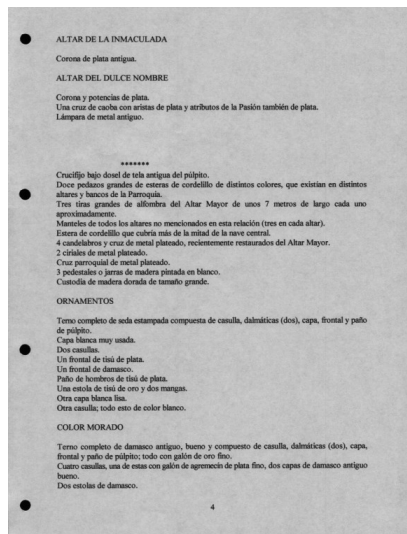 ALTAR DE LA INMACULADA
Corona de plata antigua.
ALTAR DEL DULCE NOMBRE
Corona y potencias de plata.
Una cruz de caoba con aristas de plata y atributos de la Pasión también de plata.
Lámpara de metal antiguo.
*******
Crucifijo bajo dosel de tela antigua del púlpito.
Doce pedazos grandes de esteras de cordelillo de distintos colores, que existían en distintos
altares y bancos de la Parroquia.
Tres tiras grandes de alfombra del Altar Mayor de unos 7 metros de largo cada uno
aproximadamente.
Manteles de todos los altares no mencionados en esta relación (tres en cada altar).
Estera de cordelillo que cubría más de la mitad de la nave central.
4 candelabros y cruz de metal plateado, recientemente restaurados del Altar Mayor.
2 ciriales de metal plateado.
Cruz parroquial de metal plateado.
3 pedestales o jarras de madera pintada en blanco.
Custodia de madera dorada de tamaño grande.
ORNAMENTOS
Terno completo de seda estampada compuesta de casulla, dalmáticas (dos), capa, frontal y paño
de púlpito.
Capa blanca muy usada.
Dos casullas.
Un frontal de tisú de plata.
Un frontal de damasco.
Paño de hombros de tisú de plata.
Una estola de tisú de oro y dos mangas.
Otra capa blanca lisa.
Otra casulla; todo esto de color blanco.
COLOR MORADO
Terno completo de damasco antiguo, bueno y compuesto de casulla, dalmáticas (dos), capa,
frontal y paño de púlpito; todo con galón de oro fino.
Cuatro casullas, una de estas con galón de agremecín de plata fino, dos capas de damasco antiguo
bueno.
Dos estolas de damasco.
4